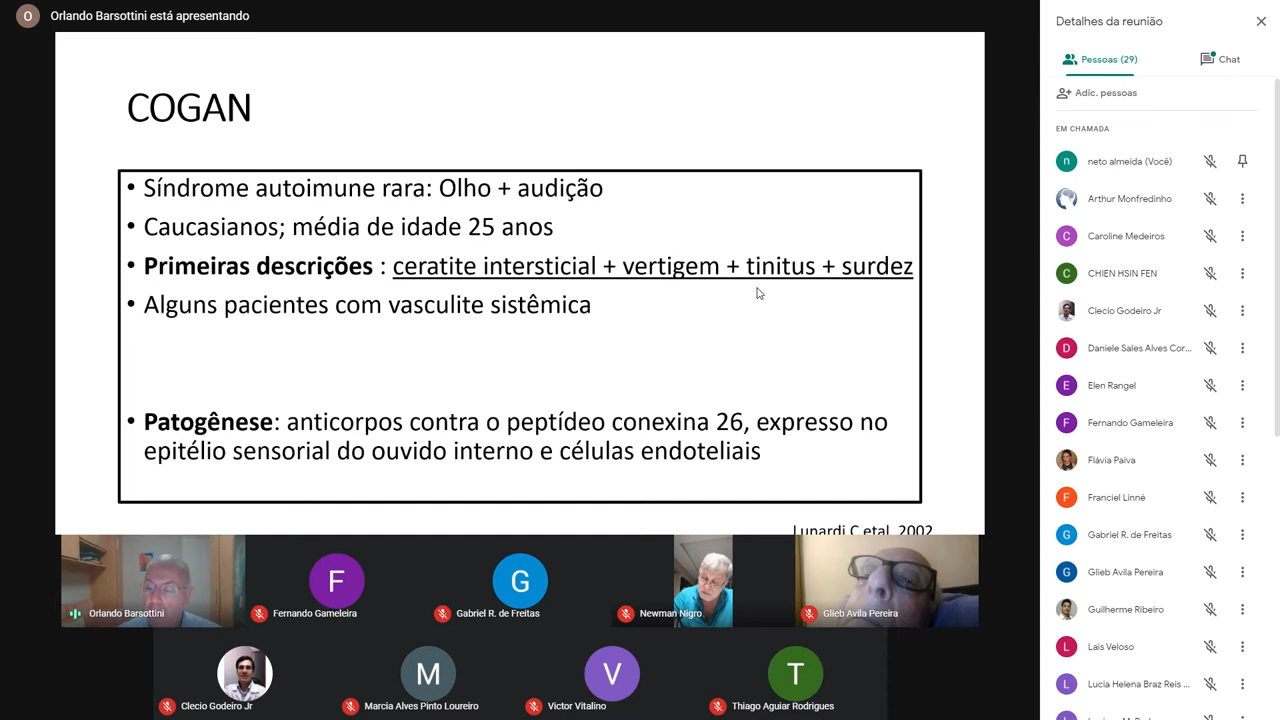 O
Orlando Barsottini está apresentando
COGAN
• Síndrome autoimune rara: Olho + audição
• Caucasianos; média de idade 25 anos
• Primeiras descrições : ceratite intersticial + vertigem + tinitus + surdez
• Alguns pacientes com vasculite sistêmica
• Patogênese: anticorpos contra o peptídeo conexina 26, expresso no
epitélio sensorial do ouvido interno e células endoteliais
Lunardi C etal, 2002
Orlando Barsottini
F
Fernando Gameleira
G
Gabriel R. de Freitas
Newman Nigro
Glieb Avila Pereira
Clecio Godeiro Jr
M
Marcia Alves Pinto Loureiro
V
Victor Vitalino
T
Thiago Aguiar Rodrigues
Detalhes da reunião
Pessoas (29)
Chat
Adic. pessoas
EM CHAMADA
n
neto almeida (Você)
Arthur Monfredinho
C
Caroline Medeiros
C
CHIEN HSIN FEN
Clecio Godeiro Jr
D
Daniele Sales Alves Cor...
E
Elen Rangel
F
Fernando Gameleira
Flávia Paiva
F
Franciel Linné
G
Gabriel R. de Freitas
G
Glieb Avila Pereira
Guilherme Ribeiro
L
Lais Veloso
L
Lucia Helena Braz Reis ...